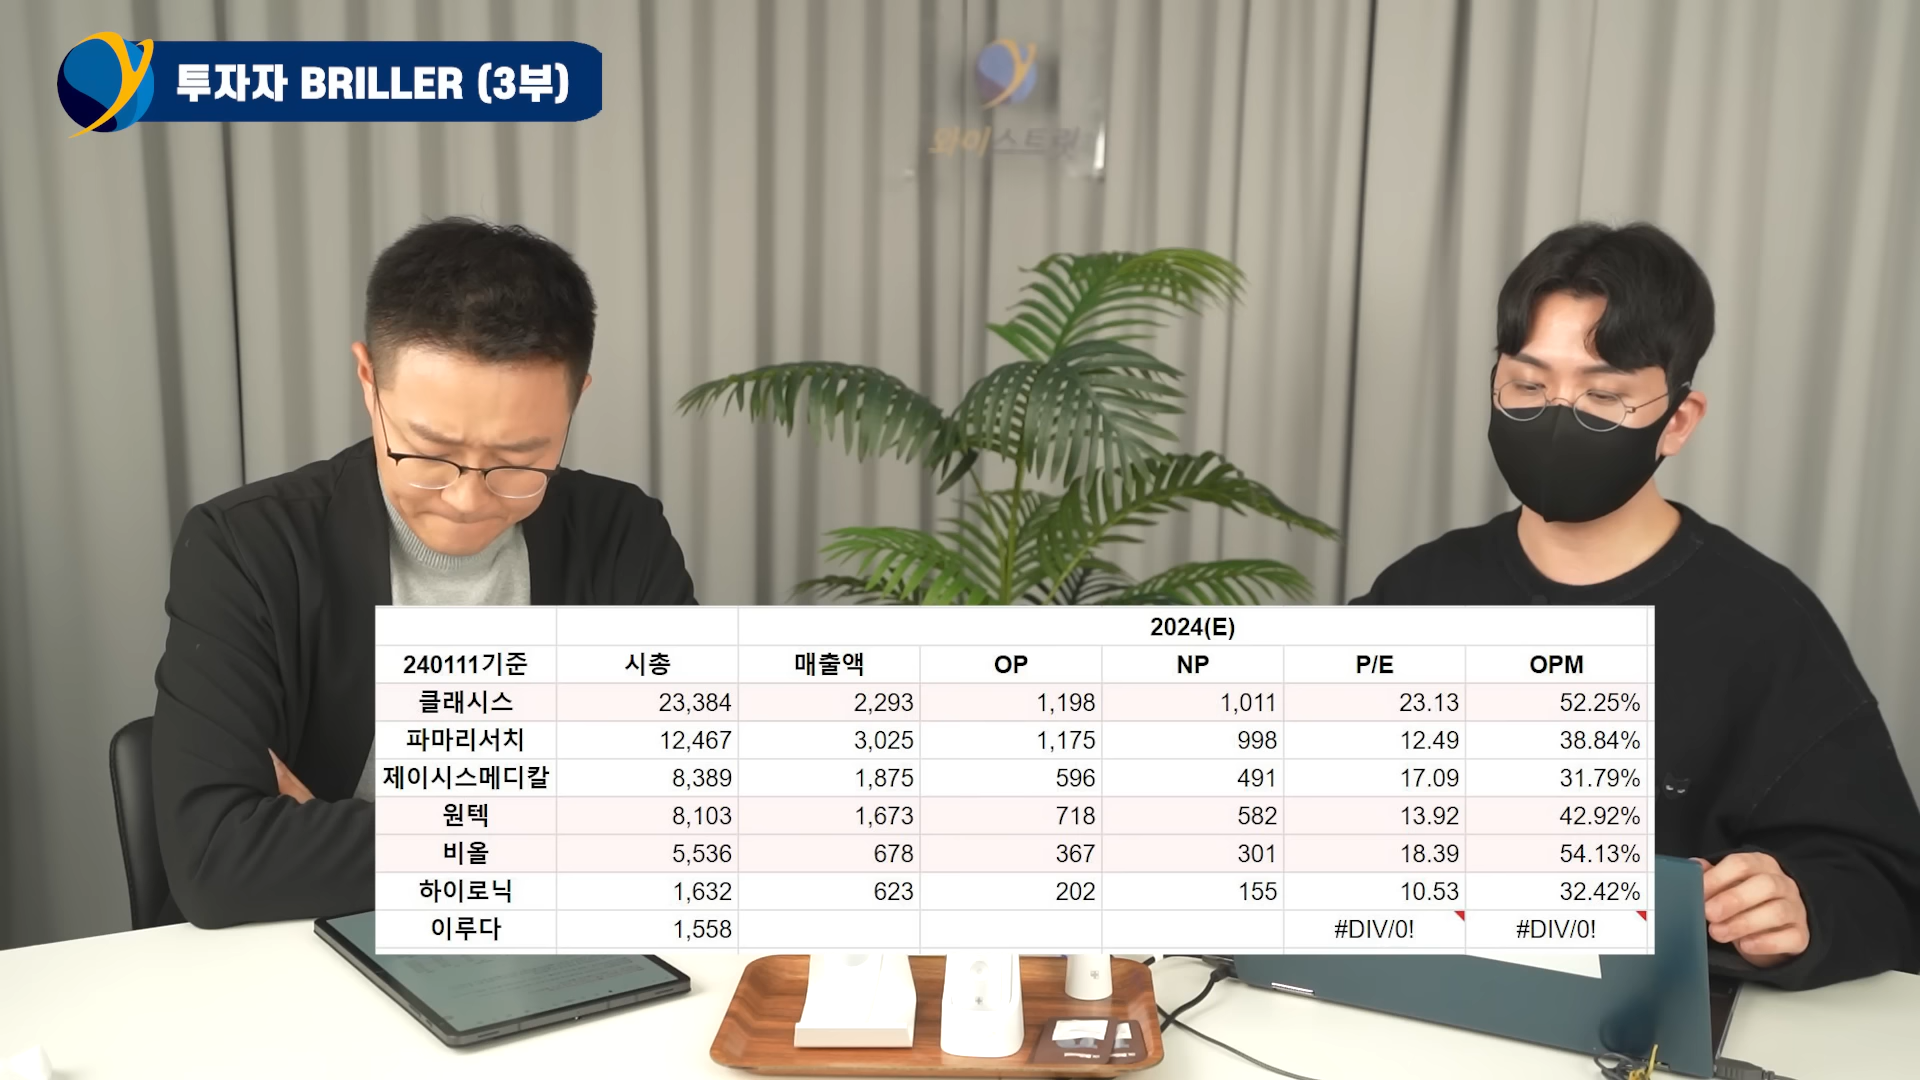 투자자 BRILLER (3부)
와이스트릿
2024(E)
240111기준 시총 매출액 OP NP P/E OPM
클래시스 23,384 2,293 1,198 1,011 23.13 52.25%
파마리서치 12,467 3,025 1,175 998 12.49 38.84%
제이시스메디칼 8,389 1,875 596 491 17.09 31.79%
원텍 8,103 1,673 718 582 13.92 42.92%
비올 5,536 678 367 301 18.39 54.13%
하이로닉 1,632 623 202 155 10.53 32.42%
이루다 1,558 #DIV/0! #DIV/0!